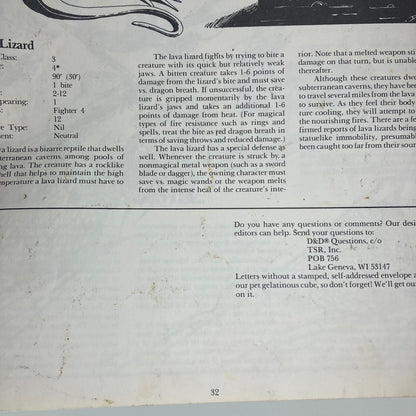 Lizard
Class: 3
4*
90' (30')
1 bite
2-12
Appearing: 1
Fighter 4
12
Type: Nil
Neutral
lava lizard is a bizarre reptile that dwells
subterranean caverns among pools of
lava. The creature has a rocklike
shell that helps to maintain the high
temperature a lava lizard must have to
The lava lizard fights by trying to bite a
creature with its quick but relatively weak
jaws. A bitten creature takes 1-6 points of
damage from the lizard's bite and must save
vs. dragon breath. If unsuccessful, the crea-
ture is gripped momentarily by the lava
lizard's jaws and takes an additional 1-6
points of damage from heat. (For magical
types of fire resistance such as rings and
spells, treat the bite as red dragon breath in
terms of saving throws and reduced damage.)
The lava lizard has a special defense as
well. Whenever the creature is struck by a
nonmagical metal weapon (such as a sword
blade or dagger), the owning character must
save vs. magic wands or the weapon melts
from the intense heat of the creature's inte-
rior. Note that a melted weapon sti
damage on that turn, but is unable
thereafter.
Although these creatures dw
subterranean caverns, they have bee
to travel several miles from the lava
to survive. As they feel their body
ture cooling, they will attempt to
the nourishing fires. There are a fe
firmed reports of lava lizards being
statuelike immobility, presumab
been caught too far from their sour
Do you have any questions or comments? Our desi
editors can help. Send your questions to:
D&D® Questions, c/o
TSR, Inc.
POB 756
Lake Geneva, WI 53147
Letters without a stamped, self-addressed envelope a
our pet gelatinous cube, so don't forget! We'll get ou
on it.
32